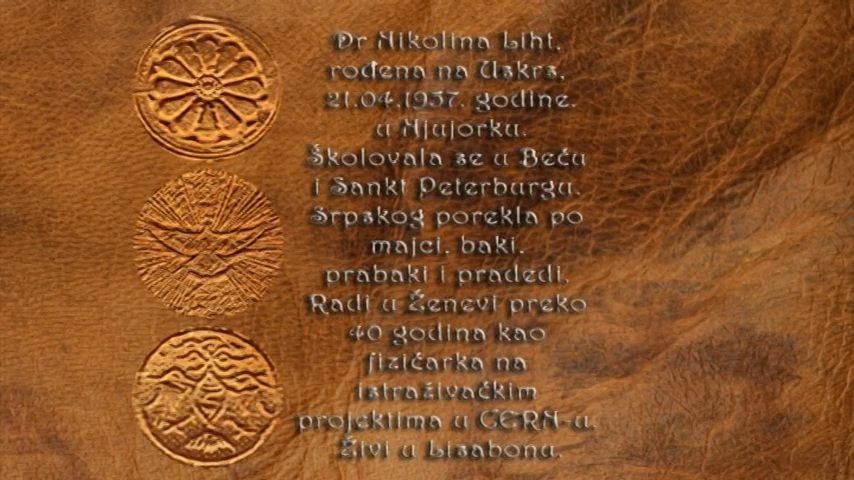 Dr Nikolina Liht,
rođena na Uskrs,
21.04.1957. godine.
u Njujorku.
Školovala se u Beču
i Sankt Peterburgu.
Srpskog porekla po
majci, baki,
prabaki i pradedi.
Radi u Ženevi preko
40 godina kao
fizičarka na
istraživačkim
projektima u CERN-u.
Živi u Lisabonu.